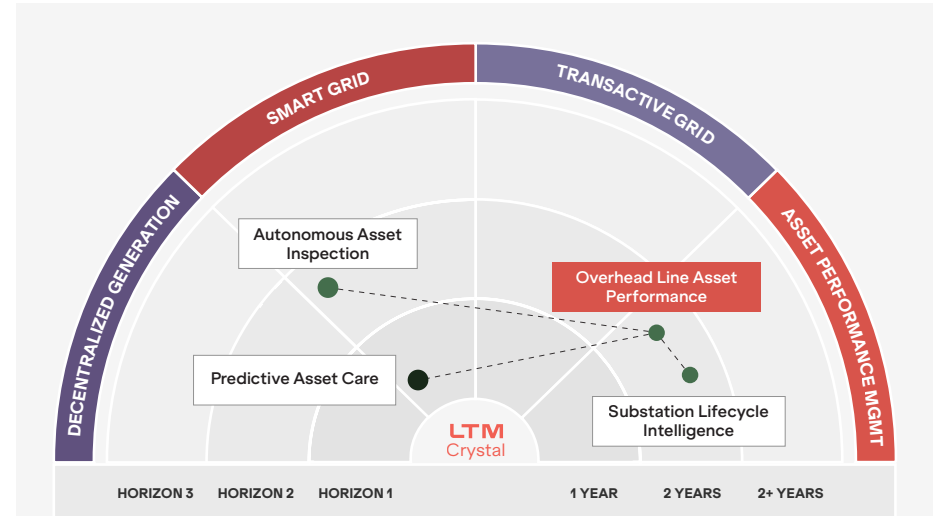 SMART GRID
TRANSACTIVE GRID
DECENTRALIZED GENERATION
ASSET PERFORMANCE MGMT
Autonomous Asset
Inspection
Overhead Line Asset
Performance
Predictive Asset Care
Substation Lifecycle
Intelligence
LTM
Crystal
HORIZON 3
HORIZON 2
HORIZON 1
1 YEAR
2 YEARS
2+ YEARS